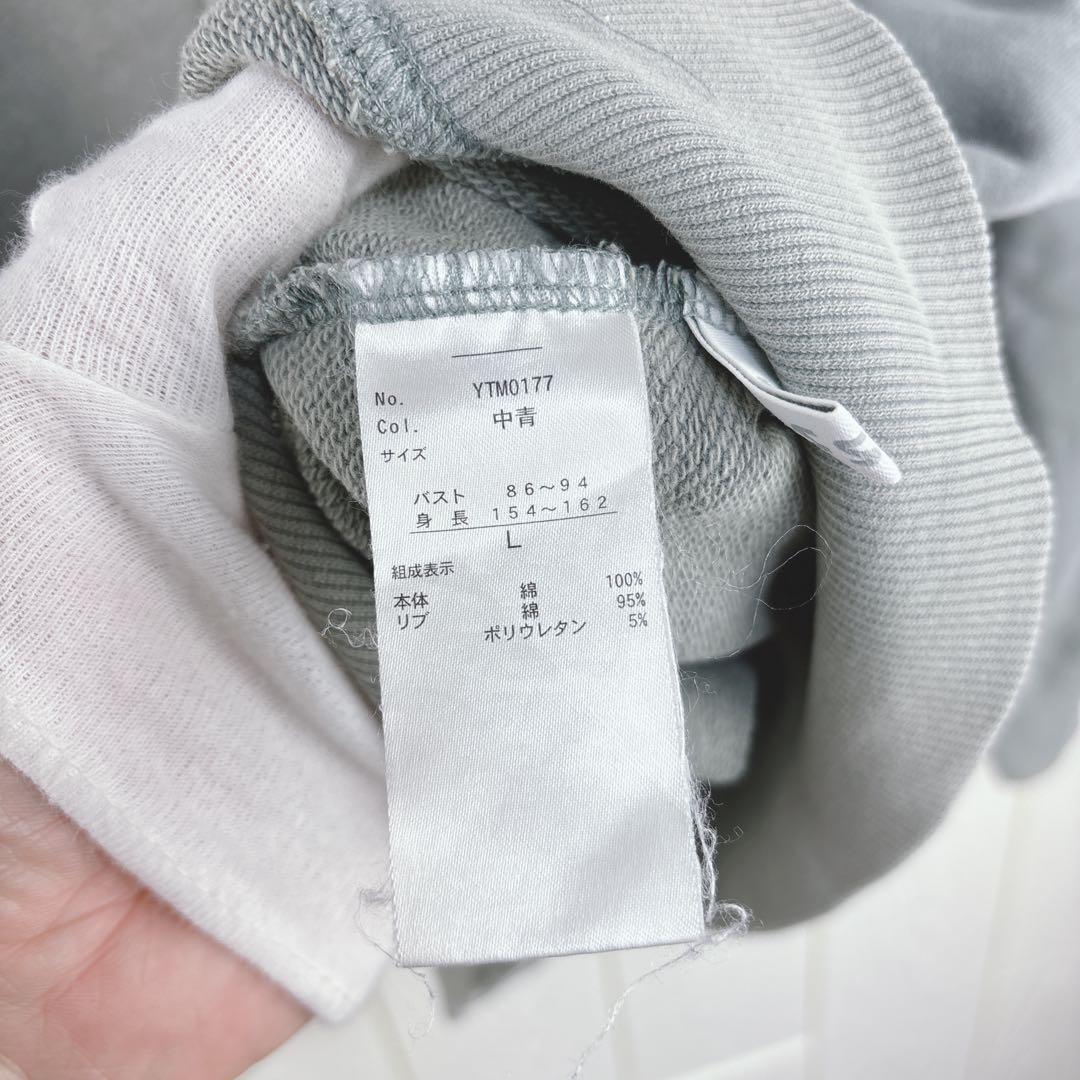 No. YTM0177
Col. 中青
サイズ
バスト 86～94
身 長 154～162
L
組成表示
本体 綿 100%
リブ 綿 95%
ポリウレタン 5%